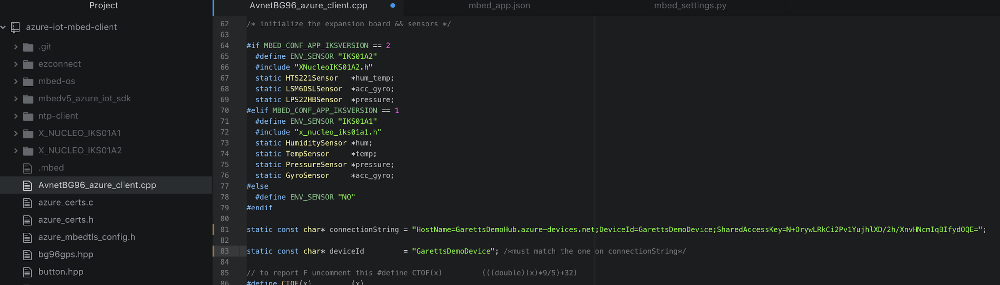 Project
azure-iot-mbed-client
.git
ezconnect
mbed-os
mbedv5_azure_iot_sdk
ntp-client
X_NUCLEO_IKS01A1
X_NUCLEO_IKS01A2
.mbed
AvnetBG96_azure_client.cpp
azure_certs.c
azure_certs.h
azure_mbedtls_config.h
bg96gps.hpp
button.hpp
AvnetBG96_azure_client.cpp mbed_app.json mbed_settings.py
62 /* initialize the expansion board && sensors */
63
64 #if MBED_CONF_APP_IKSVERSION == 2
65 #define ENV_SENSOR "IKS01A2"
66 #include "XNucleoIKS01A2.h"
67 static HTS221Sensor *hum_temp;
68 static LSM6DSLSensor *acc_gyro;
69 static LPS22HBSensor *pressure;
70 #elif MBED_CONF_APP_IKSVERSION == 1
71 #define ENV_SENSOR "IKS01A1"
72 #include "x_nucleo_iks01a1.h"
73 static HumiditySensor *hum;
74 static TempSensor *temp;
75 static PressureSensor *pressure;
76 static GyroSensor *acc_gyro;
77 #else
78 #define ENV_SENSOR "NO"
79 #endif
80
81 static const char* connectionString = "HostName=GarettsDemoHub.azure-devices.net;DeviceId=GarettsDemoDevice;SharedAccessKey=N+OrywLRkCi2Pv1YujhlXD/2h/XnvHNcmIqBIfydOQE=";
82
83 static const char* deviceId = "GarettsDemoDevice"; /*must match the one on connectionString*/
84
85 // to report F uncomment this #define CTOF(x) (((double)(x)*9/5)+32)
86 #define CTOF(x) (x)